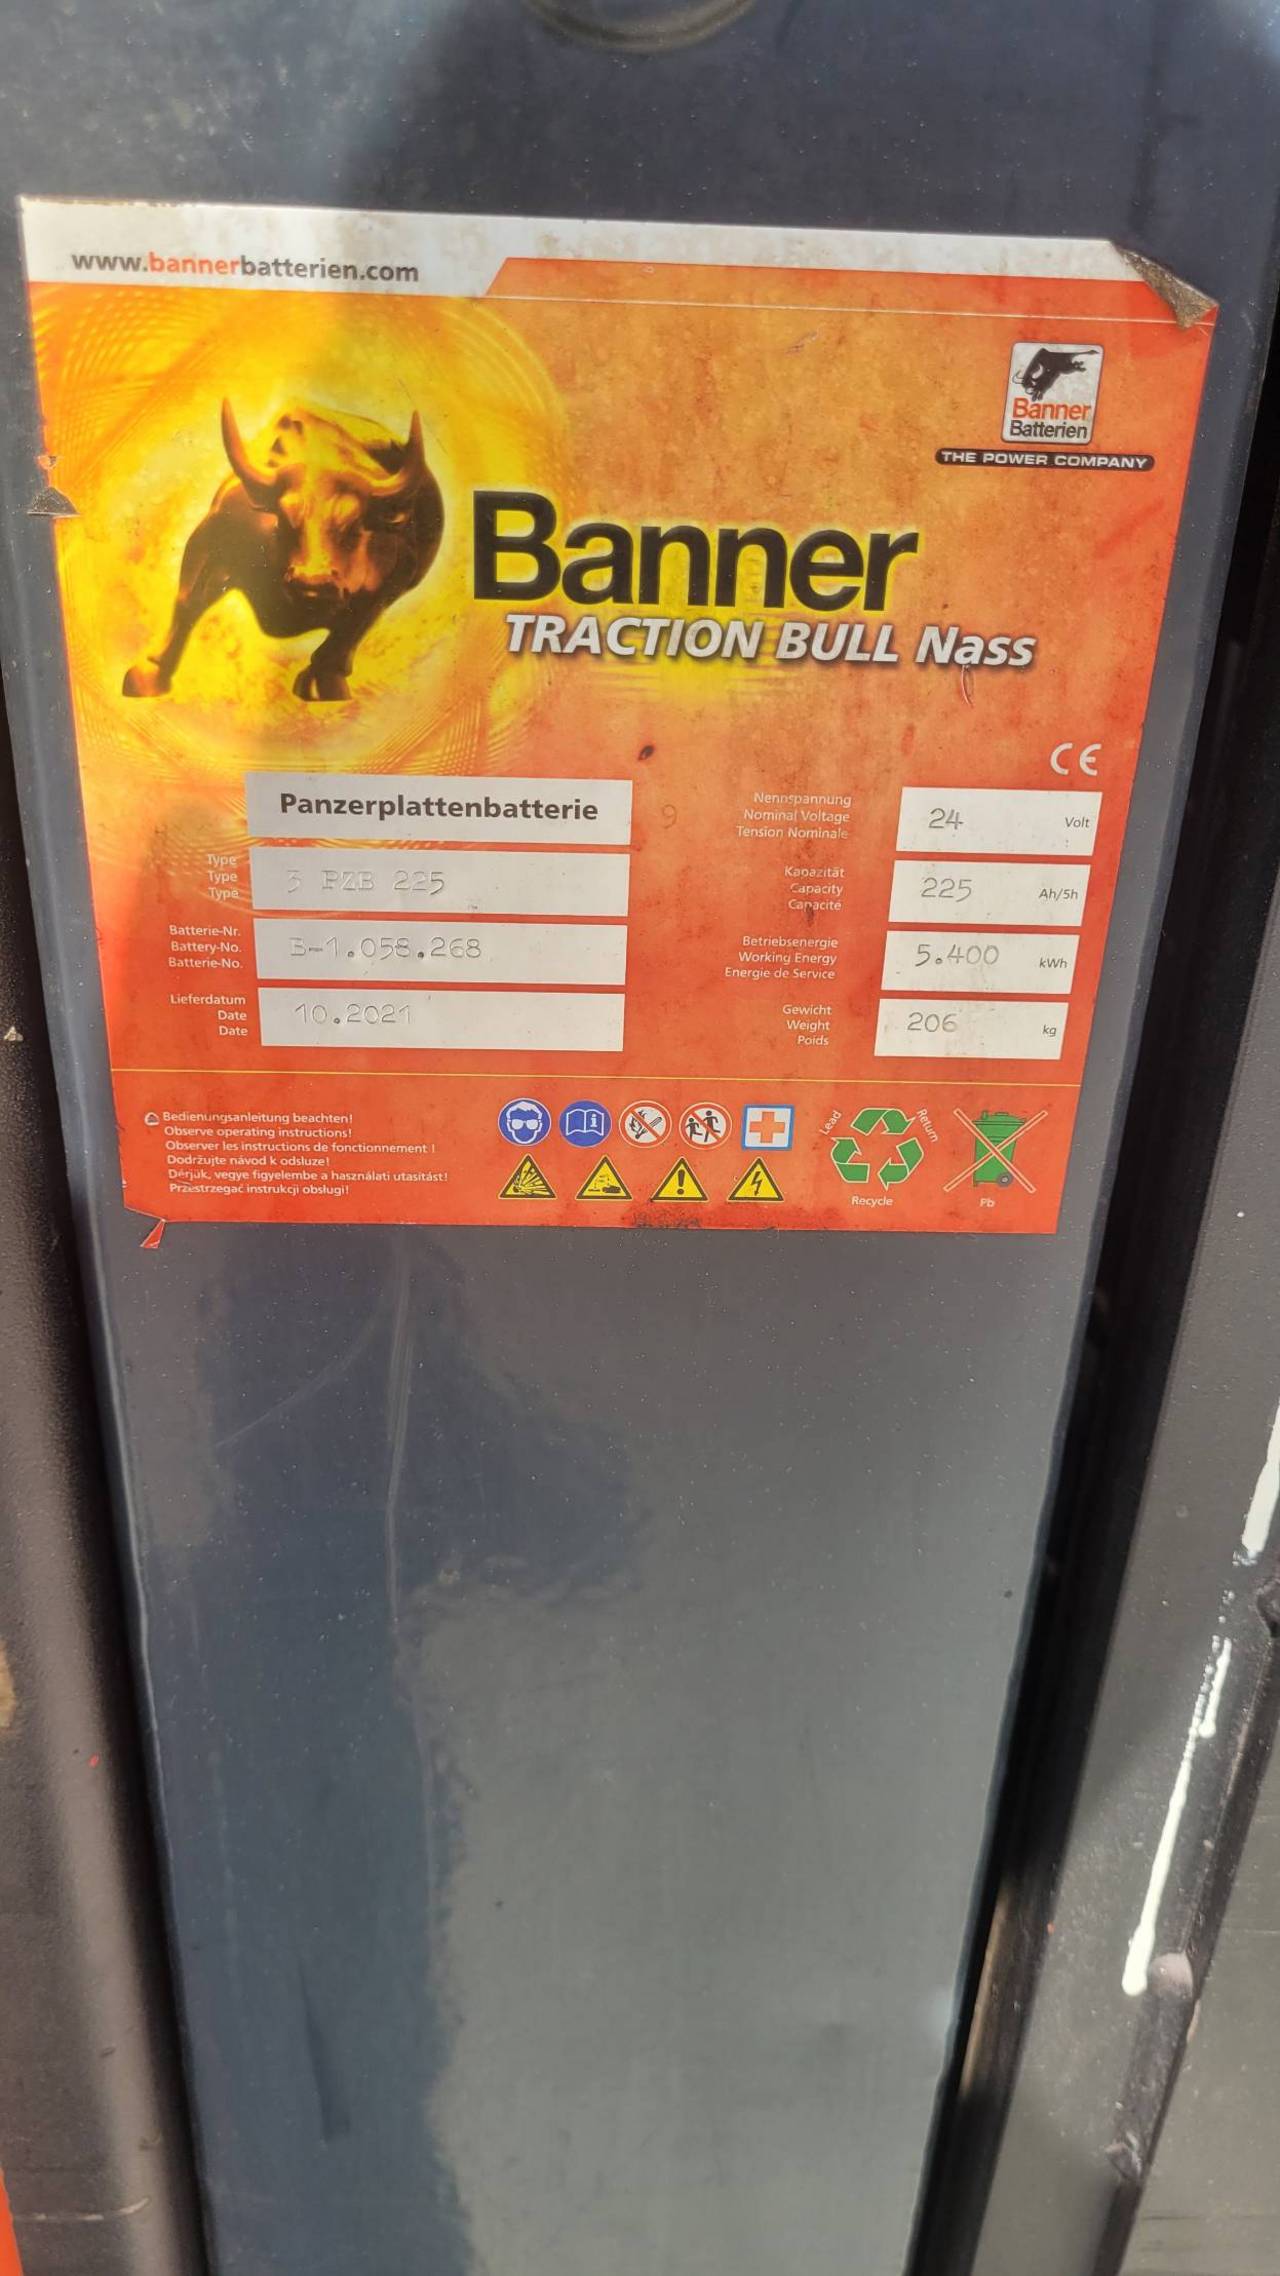 www.bannerbatterien.com
Banner
Batterien
THE POWER COMPANY
Banner
TRACTION BULL Nass
CE
Panzerplattenbatterie
Type
Type
Type
3 PZB 225
Batterie-Nr.
Battery-No.
Batterie-No.
B-1.058.268
Lieferdatum
Date
Date
10.2021
9
Nennspannung
Nominal Voltage
Tension Nominale
24 Volt
Kapazität
Capacity
Capacité
225 Ah/5h
Betriebsenergie
Working Energy
Energie de Service
5.400 kWh
Gewicht
Weight
Poids
206 kg
Bedienungsanleitung beachten!
Observe operating instructions!
Observer les instructions de fonctionnement !
Dodržujte návod k odsluze!
Dérjük, vegye figyelembe a használati utasítást!
Przestrzegać instrukcji obsługi!
Lead
Return
Recycle
Pb